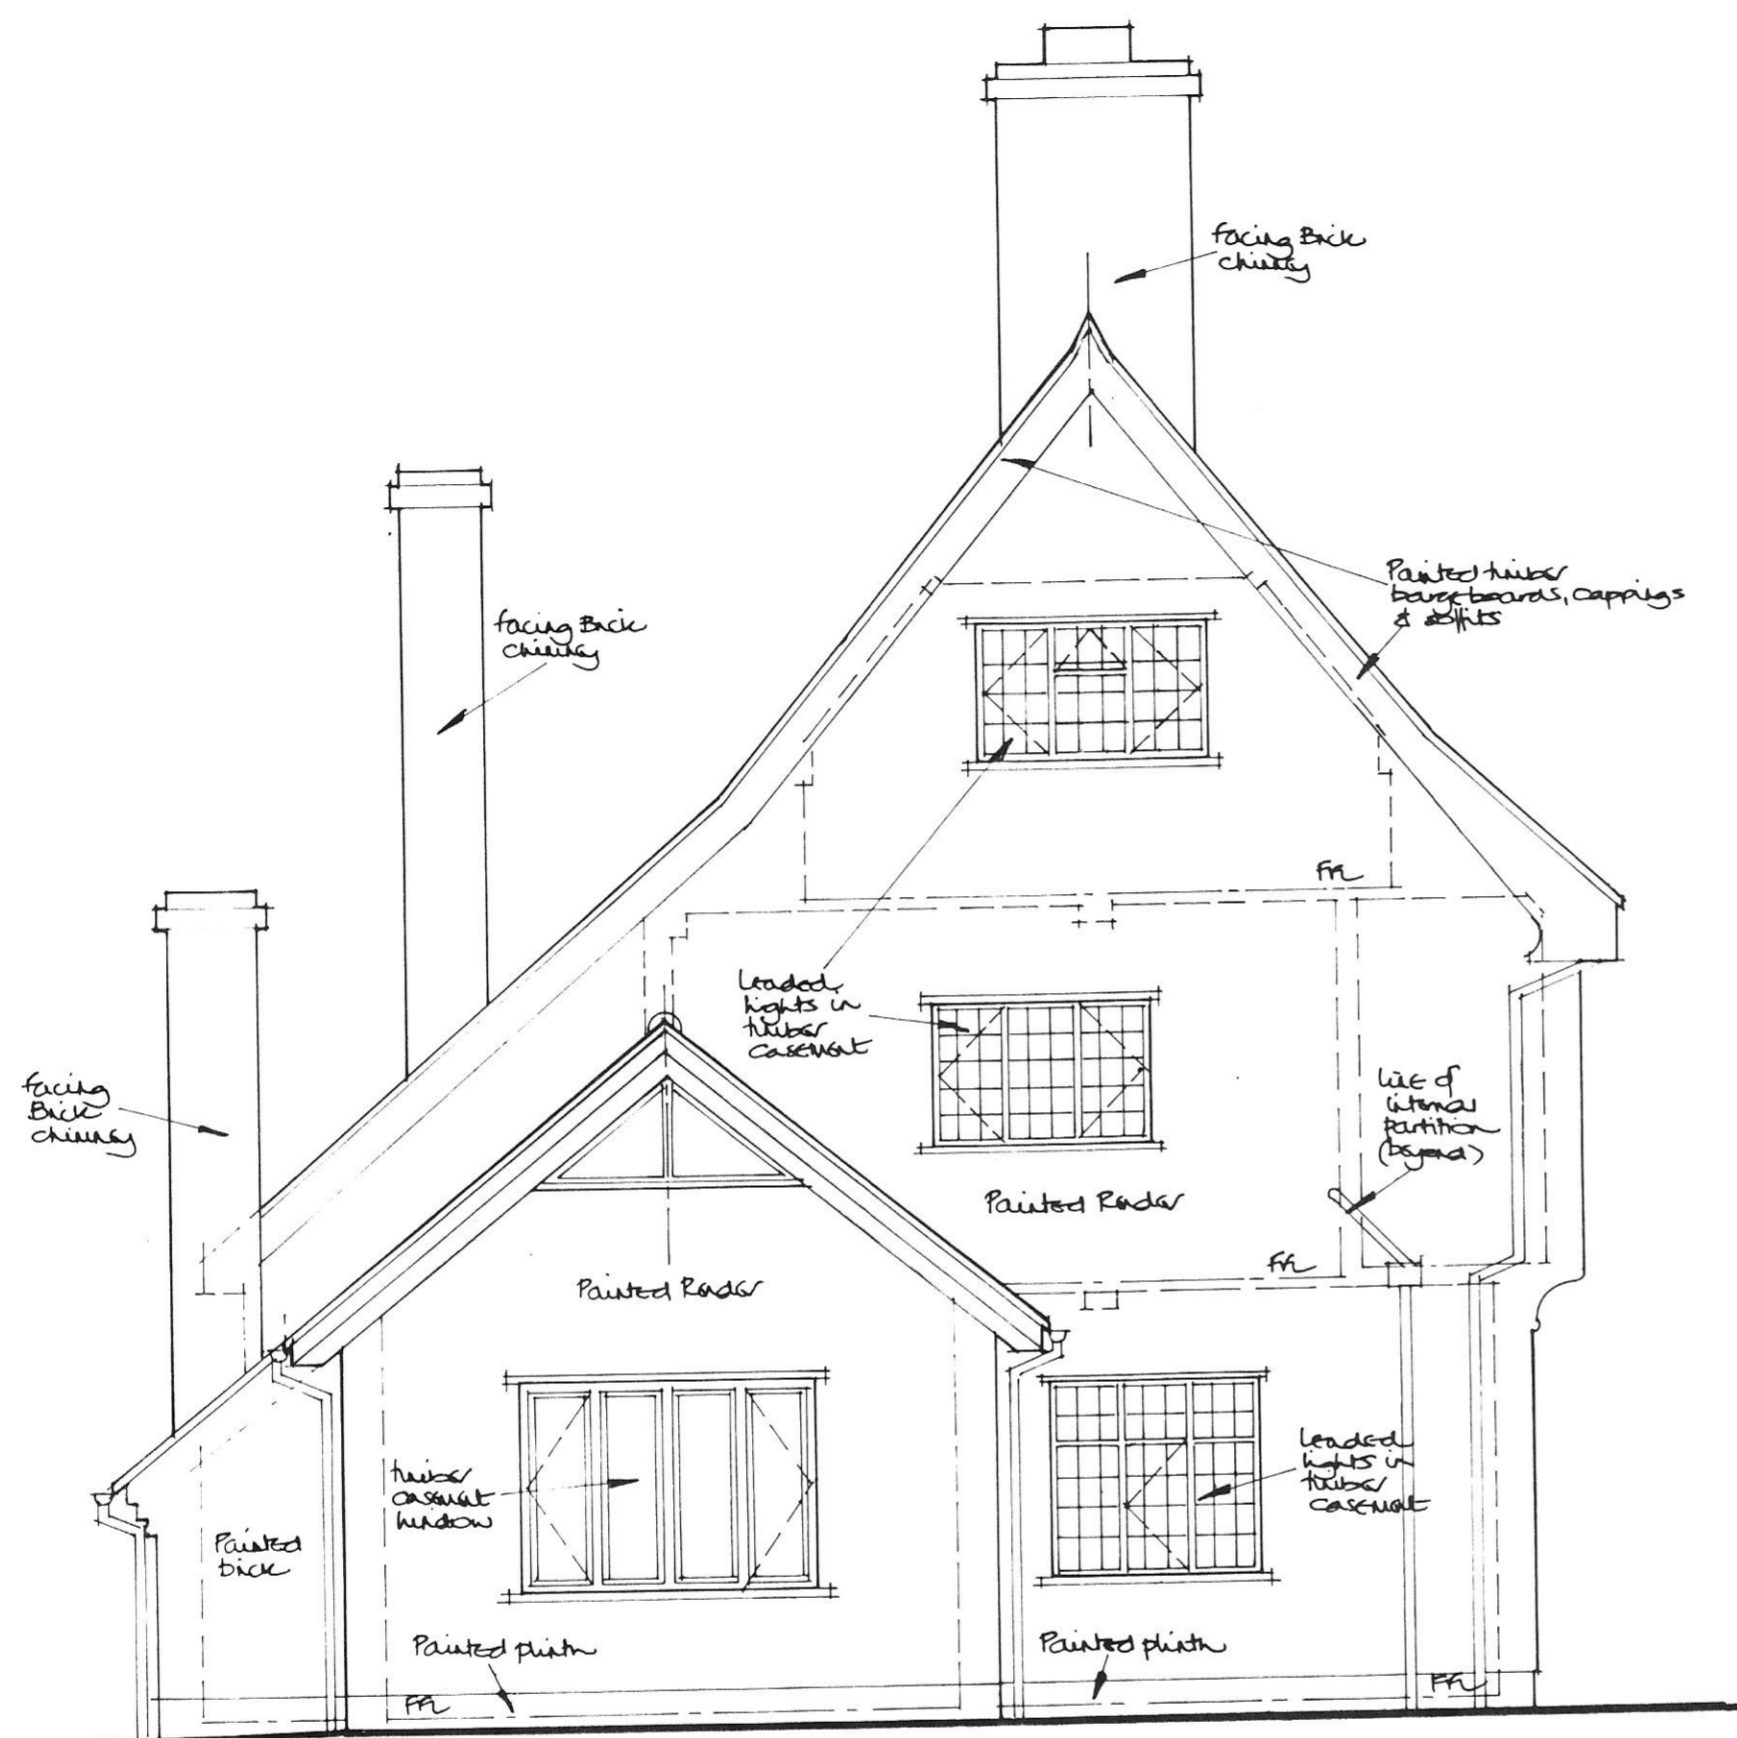 facing Brick
chimney
Painted timber
bargeboards, cappings
& soffits
facing Brick
chimney
FFL
Leaded
lights in
timber
casement
facing
Brick
chimney
line of
internal
partition
(beyond)
Painted Render
FFL
Painted Render
Leaded
lights in
timber
casement
timber
casement
window
Painted
brick
Painted plinth
Painted plinth
FFL
FFL